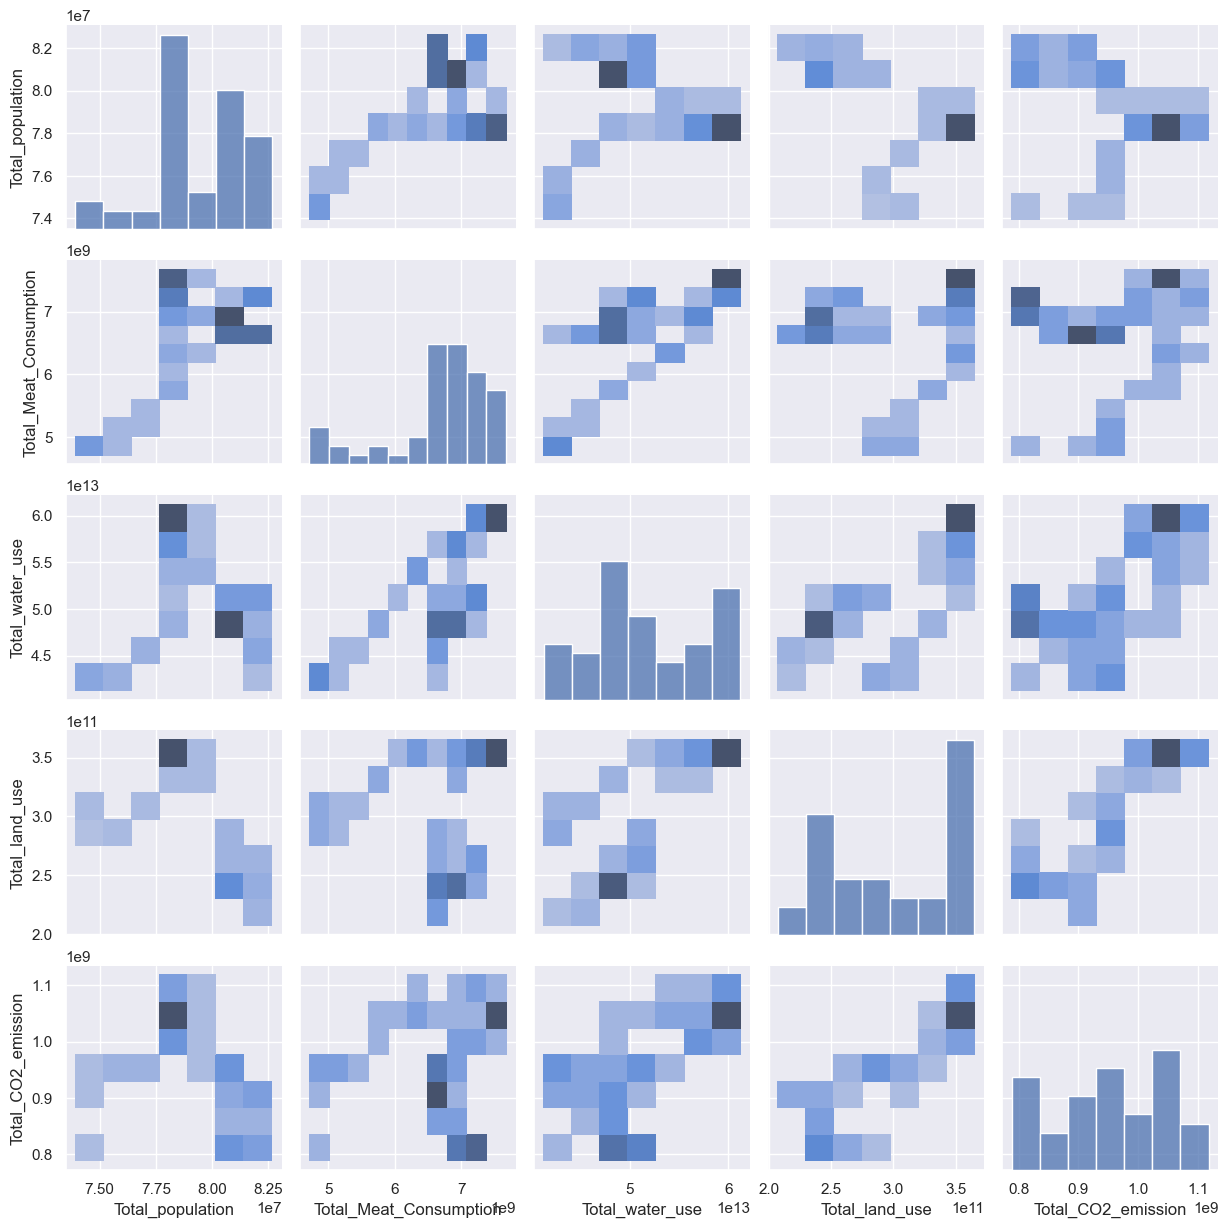 1e7
8.2
8.0
7.8
7.6
7.4
Total_population
1e9
7
6
5
Total_Meat_Consumption
1e13
6.0
5.5
5.0
4.5
Total_water_use
1e11
3.5
3.0
2.5
2.0
Total_land_use
1e9
1.1
1.0
0.9
0.8
Total_CO2_emission
7.50 7.75 8.00 8.25 5 6 7 5 6 2.0 2.5 3.0 3.5 0.8 0.9 1.0 1.1
1e7 1e9 1e13 1e11 1e9
Total_population Total_Meat_Consumption Total_water_use Total_land_use Total_CO2_emission